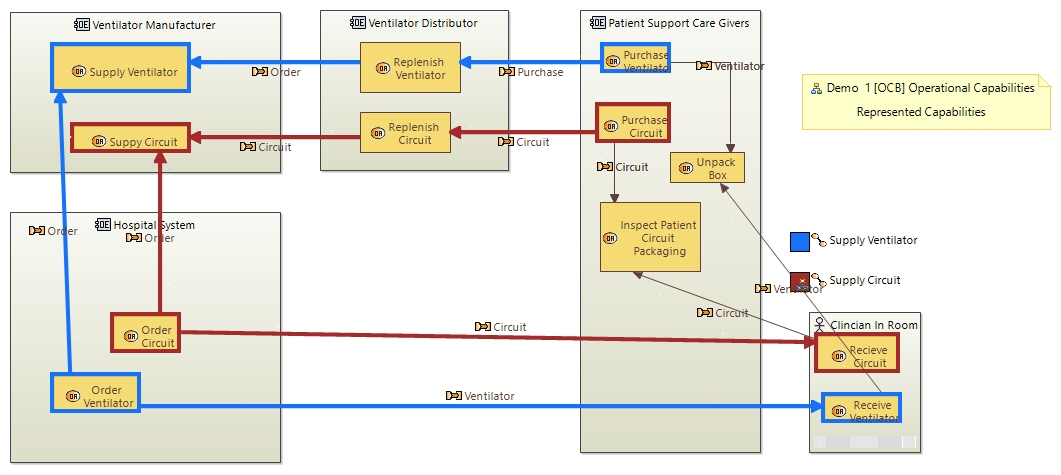 OE Ventilator Manufacturer
OA Supply Ventilator
OA Suppy Circuit
OE Ventilator Distributor
OA Replenish
Ventilator
OA Replenish
Circuit
OE Patient Support Care Givers
OA Purchase
Ventilator
OA Purchase
Circuit
OA Unpack
Box
OA Inspect Patient
Circuit
Packaging
Order
Purchase
Ventilator
Circuit
Circuit
Circuit
Demo 1 [OCB] Operational Capabilities
Represented Capabilities
OE Hospital System
Order
Order
OA Order
Circuit
OA Order
Ventilator
Circuit
Ventilator
Supply Ventilator
Supply Circuit
Ventilator
Circuit
Clincian In Room
OA Recieve
Circuit
OA Receive
Ventilator